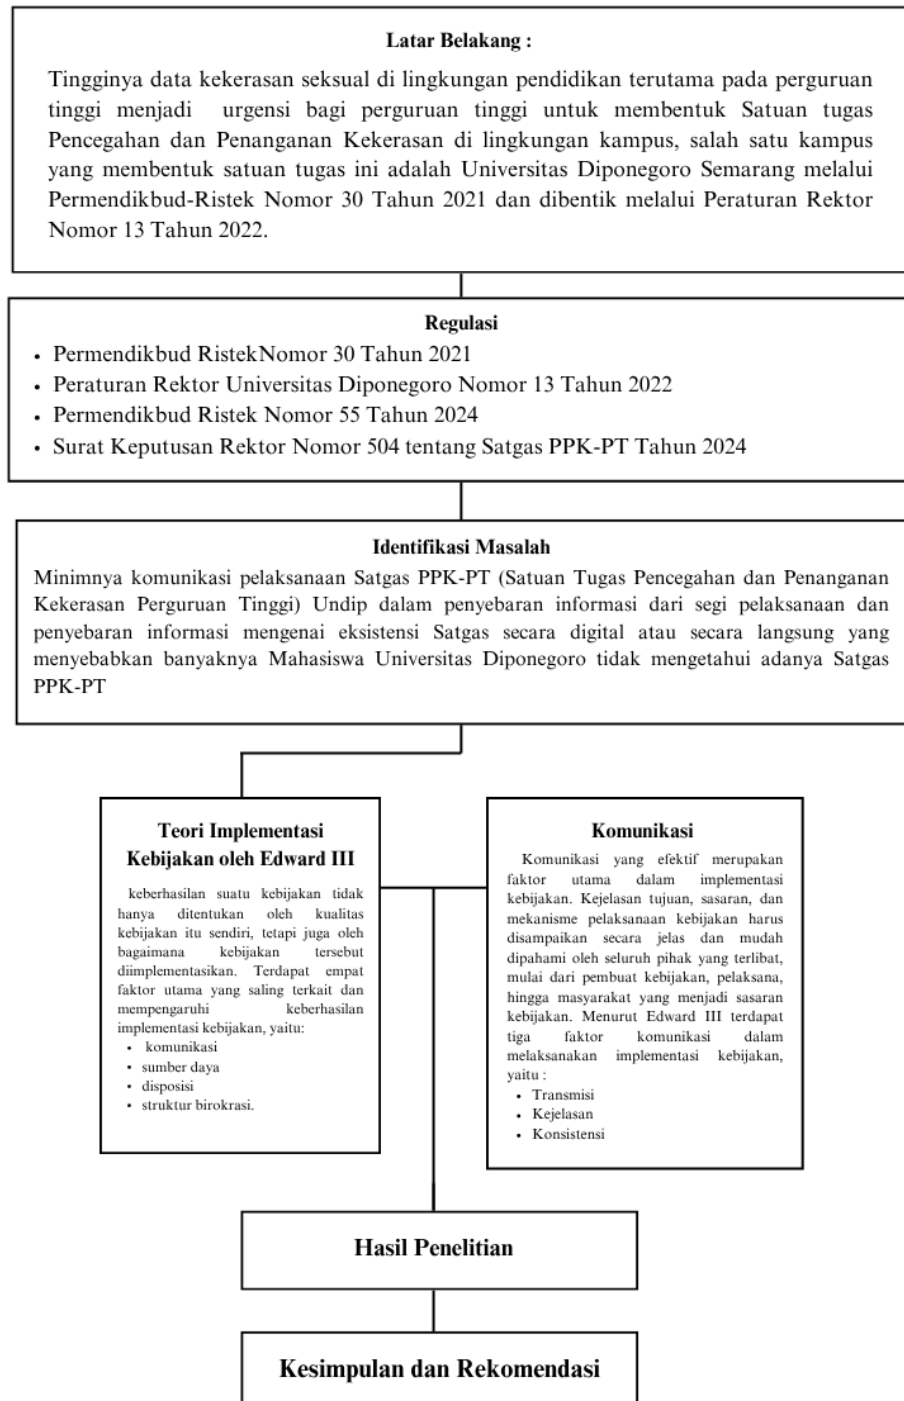 Latar Belakang :
Tingginya data kekerasan seksual di lingkungan pendidikan terutama pada perguruan
tinggi menjadi urgensi bagi perguruan tinggi untuk membentuk Satuan tugas
Pencegahan dan Penanganan Kekerasan di lingkungan kampus, salah satu kampus
yang membentuk satuan tugas ini adalah Universitas Diponegoro Semarang melalui
Permendikbud-Ristek Nomor 30 Tahun 2021 dan dibentik melalui Peraturan Rektor
Nomor 13 Tahun 2022.
Regulasi
• Permendikbud RistekNomor 30 Tahun 2021
• Peraturan Rektor Universitas Diponegoro Nomor 13 Tahun 2022
• Permendikbud Ristek Nomor 55 Tahun 2024
• Surat Keputusan Rektor Nomor 504 tentang Satgas PPK-PT Tahun 2024
Identifikasi Masalah
Minimnya komunikasi pelaksanaan Satgas PPK-PT (Satuan Tugas Pencegahan dan Penanganan
Kekerasan Perguruan Tinggi) Undip dalam penyebaran informasi dari segi pelaksanaan dan
penyebaran informasi mengenai eksistensi Satgas secara digital atau secara langsung yang
menyebabkan banyaknya Mahasiswa Universitas Diponegoro tidak mengetahui adanya Satgas
PPK-PT
Teori Implementasi
Kebijakan oleh Edward III
keberhasilan suatu kebijakan tidak
hanya ditentukan oleh kualitas
kebijakan itu sendiri, tetapi juga oleh
bagaimana kebijakan tersebut
diimplementasikan. Terdapat empat
faktor utama yang saling terkait dan
mempengaruhi keberhasilan
implementasi kebijakan, yaitu:
• komunikasi
• sumber daya
• disposisi
• struktur birokrasi.
Komunikasi
Komunikasi yang efektif merupakan
faktor utama dalam implementasi
kebijakan. Kejelasan tujuan, sasaran, dan
mekanisme pelaksanaan kebijakan harus
disampaikan secara jelas dan mudah
dipahami oleh seluruh pihak yang terlibat,
mulai dari pembuat kebijakan, pelaksana,
hingga masyarakat yang menjadi sasaran
kebijakan. Menurut Edward III terdapat
tiga faktor komunikasi dalam
melaksanakan implementasi kebijakan,
yaitu :
• Transmisi
• Kejelasan
• Konsistensi
Hasil Penelitian
Kesimpulan dan Rekomendasi